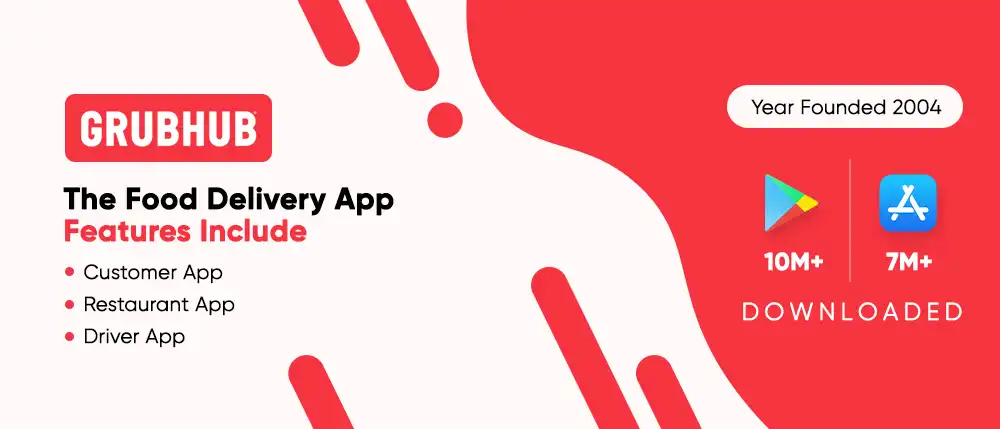 GRUBHUB
The Food Delivery App
Features Include
Customer App
Restaurant App
Driver App
Year Founded 2004
10M+
7M+
DOWNLOADED